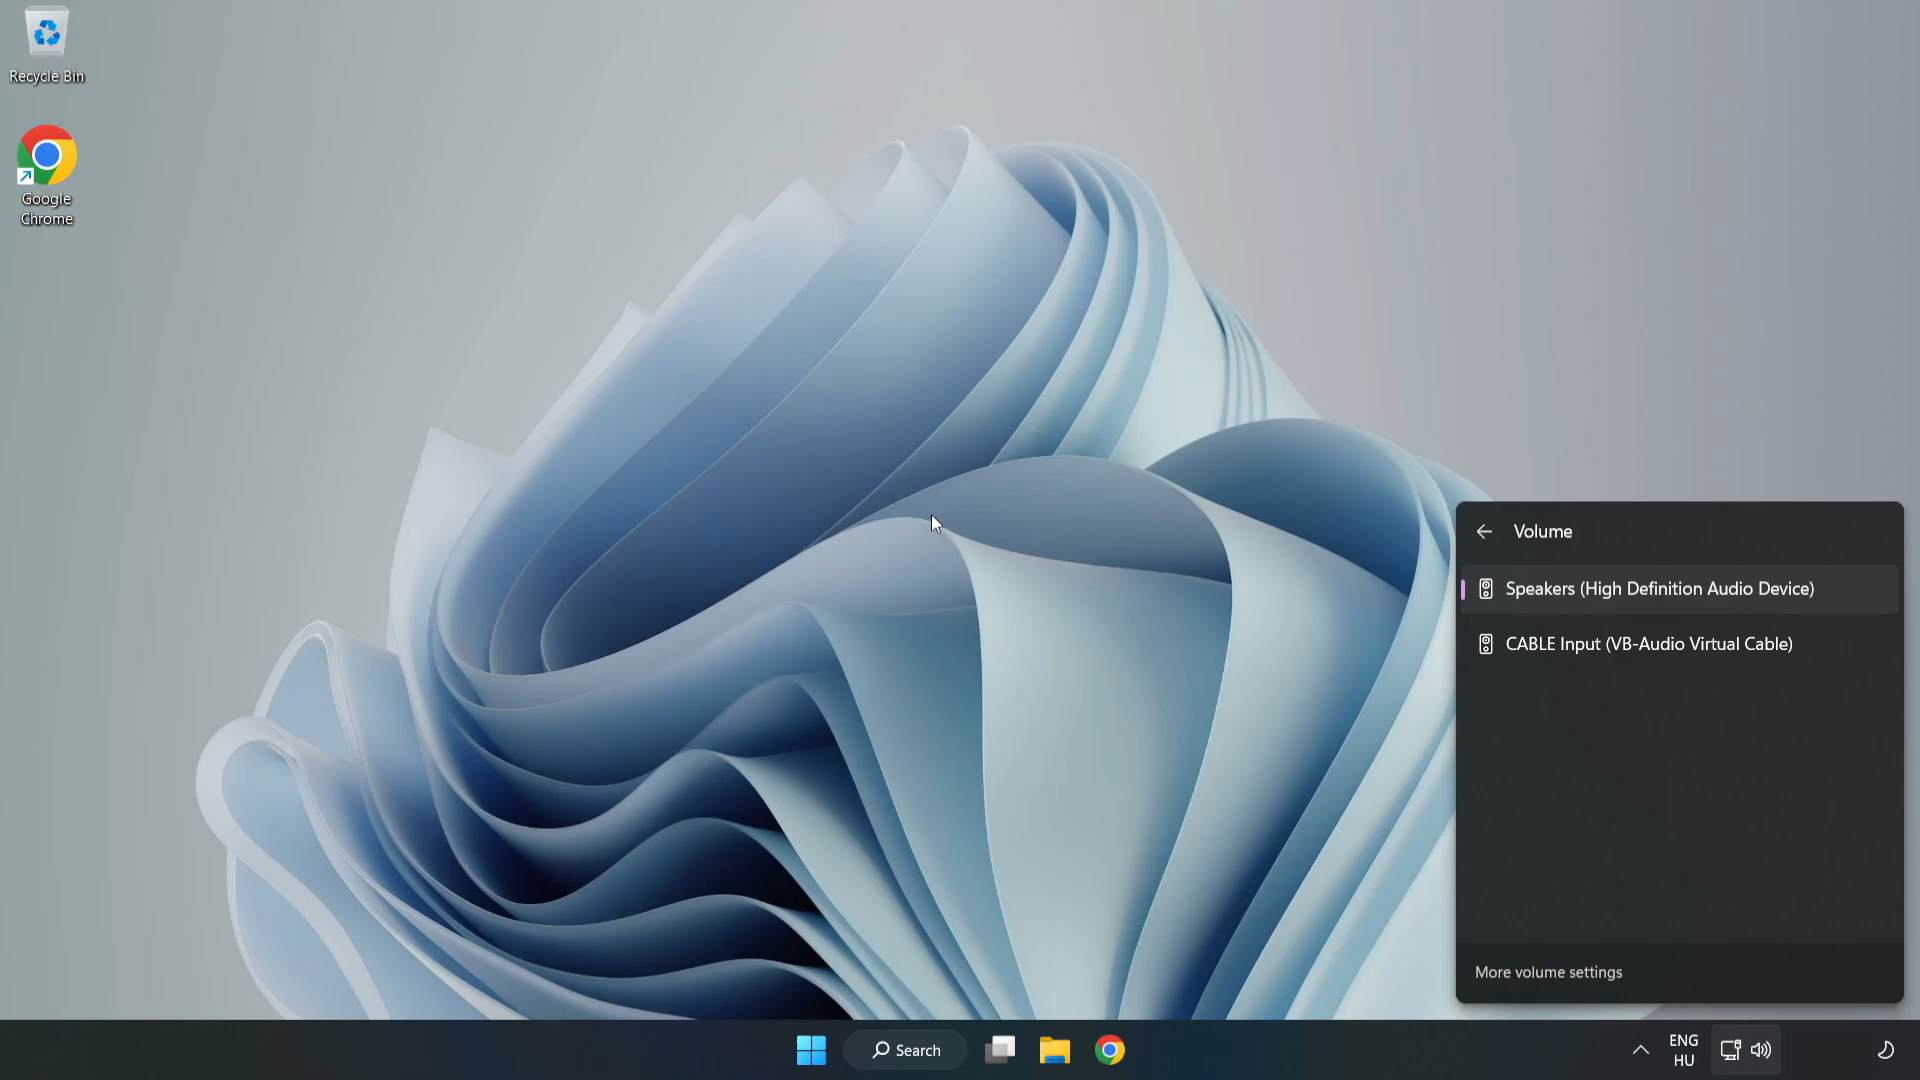 Recycle Bin
Google
Chrome
Volume
Speakers (High Definition Audio Device)
CABLE Input (VB-Audio Virtual Cable)
More volume settings
Search
ENG
HU